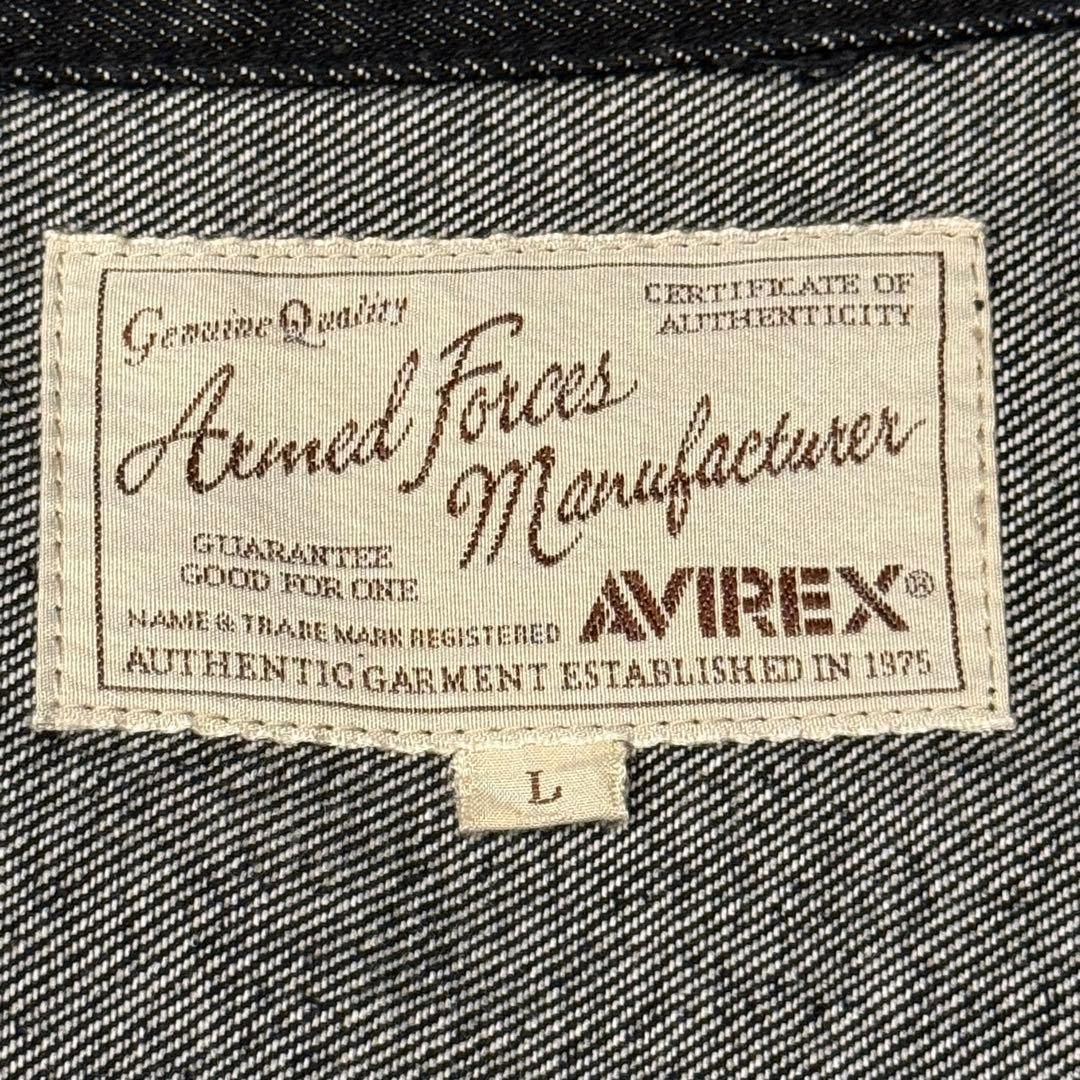 Genuine Quality
CERTIFICATE OF
AUTHENTICITY
Armed Forces
Manufacturer
GUARANTEE
GOOD FOR ONE
AVIREX®
NAME & TRADE MARK REGISTERED
AUTHENTIC GARMENT ESTABLISHED IN 1975
L